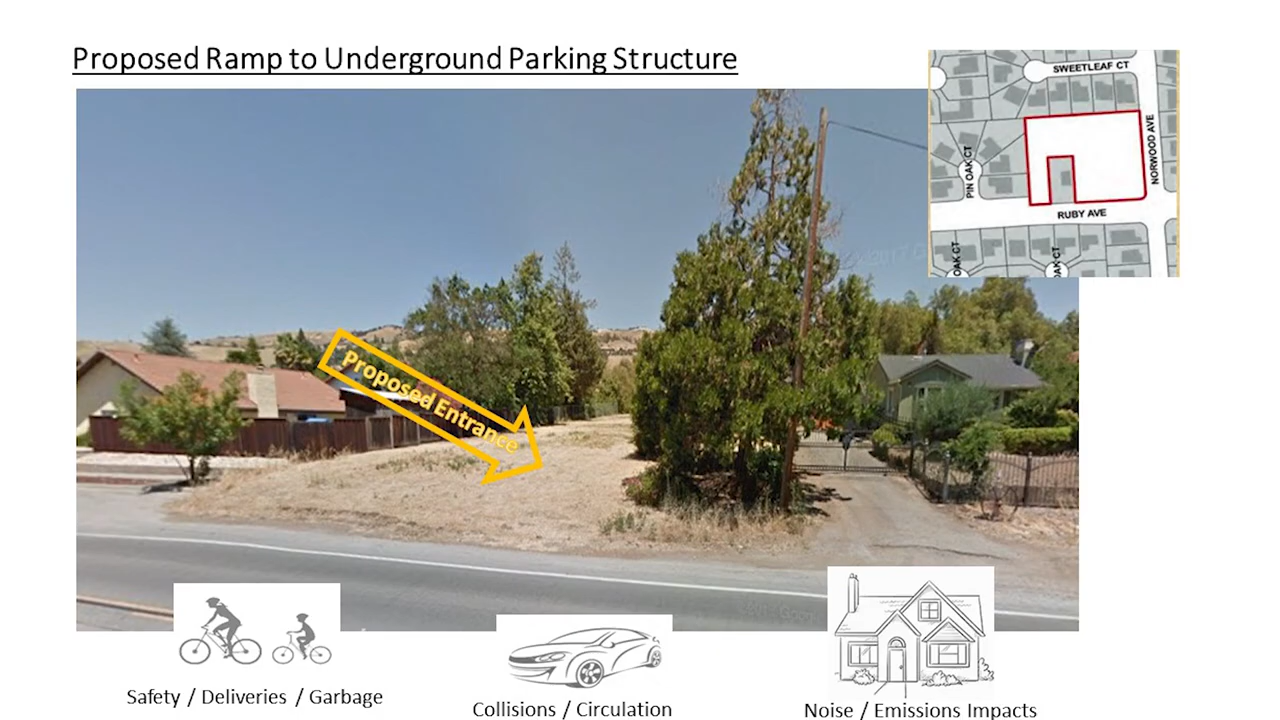 Proposed Ramp to Underground Parking Structure
SWEETLEAF CT
NORWOOD AVE
PIN OAK CT
RUBY AVE
OAK CT
OAK CT
Proposed Entrance
Safety / Deliveries / Garbage
Collisions / Circulation
Noise / Emissions Impacts